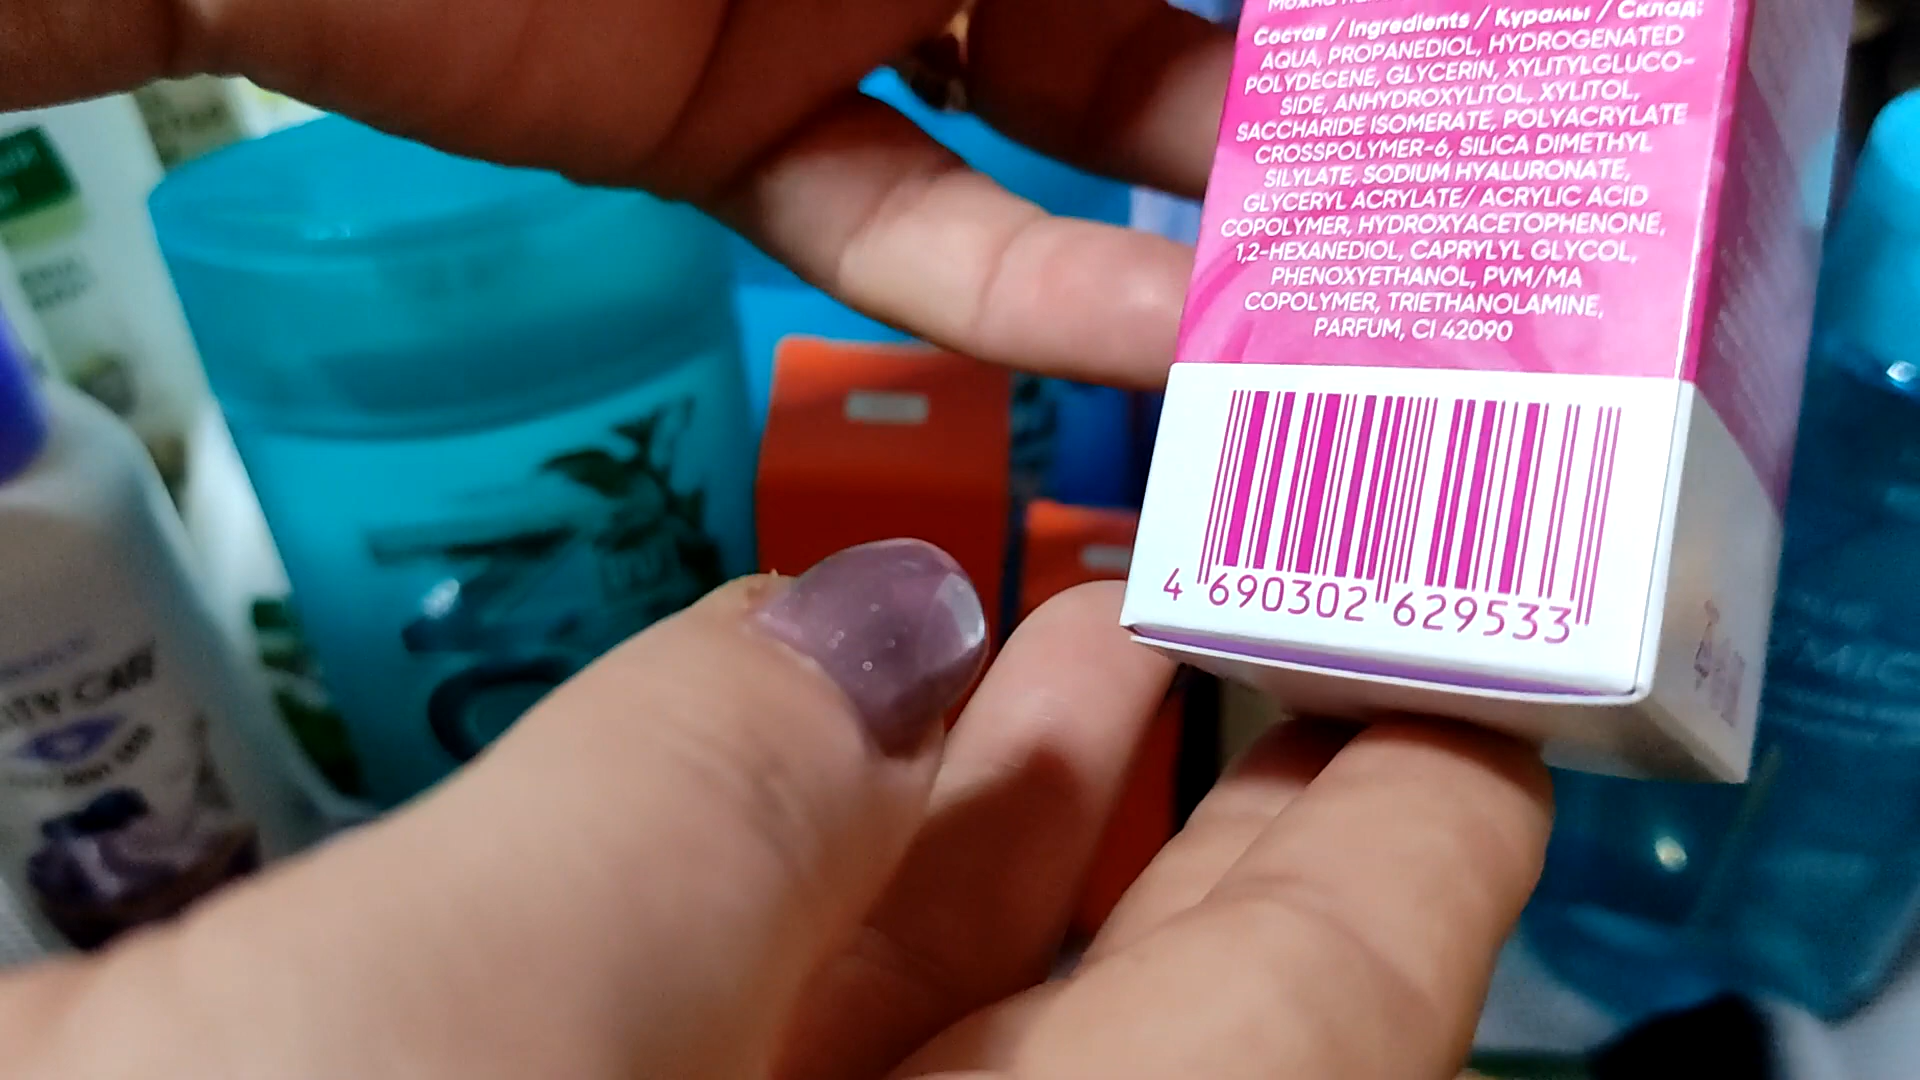 Можно
Состав / Ingredients / Курамы / Склад:
AQUA, PROPANEDIOL, HYDROGENATED
POLYDECENE, GLYCERIN, XYLITYLGLUCO-
SIDE, ANHYDROXYLITOL, XYLITOL,
SACCHARIDE ISOMERATE, POLYACRYLATE
CROSSPOLYMER-6, SILICA DIMETHYL
SILYLATE, SODIUM HYALURONATE,
GLYCERYL ACRYLATE/ ACRYLIC ACID
COPOLYMER, HYDROXYACETOPHENONE,
1,2-HEXANEDIOL, CAPRYLYL GLYCOL,
PHENOXYETHANOL, PVM/MA
COPOLYMER, TRIETHANOLAMINE,
PARFUM, CI 42090
4 690302 629533